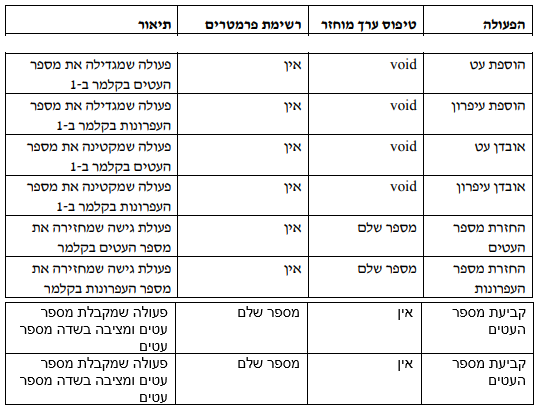 הפעולה טיפוס ערך מוחזר רשימת פרמטרים תיאור
הוספת עט void אין פעולה שמגדילה את מספר
העטים בקלמר ב-1
הוספת עיפרון void אין פעולה שמגדילה את מספר
העפרונות בקלמר ב-1
אובדן עט void אין פעולה שמקטינה את מספר
העטים בקלמר ב-1
אובדן עיפרון void אין פעולה שמקטינה את מספר
העפרונות בקלמר ב-1
החזרת מספר מספר שלם אין פעולת גישה שמחזירה את
העטים מספר העטים בקלמר
החזרת מספר מספר שלם אין פעולת גישה שמחזירה את
העפרונות מספר העפרונות בקלמר
קביעת מספר אין מספר שלם פעולה שמקבלת מספר
העטים עטים ומציבה בשדה מספר
עטים
קביעת מספר אין מספר שלם פעולה שמקבלת מספר
העטים עטים ומציבה בשדה מספר
עטים